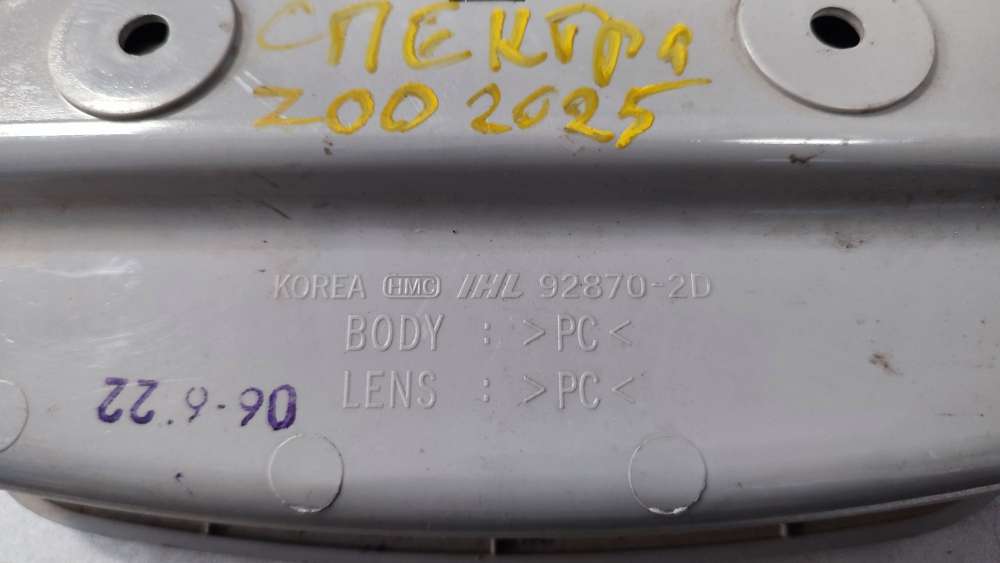 СПЕКТРА
200 2025
KOREA HMC IHL 92870-2D
BODY : >PC<
LENS : >PC<
06.6.22